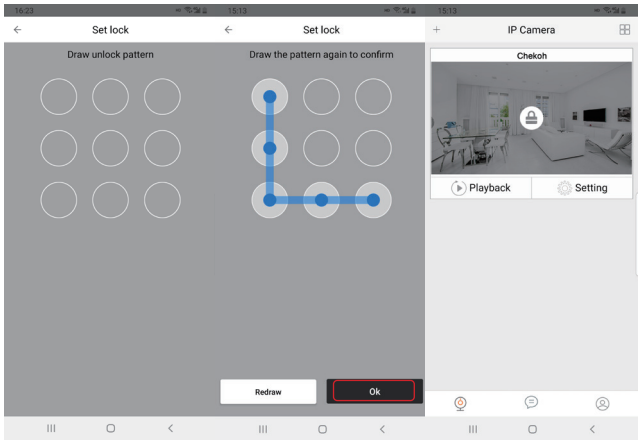 16:23
Set lock
Draw unlock pattern
15:13
Set lock
Draw the pattern again to confirm
Redraw
Ok
15:13
IP Camera
Chekoh
Playback
Setting